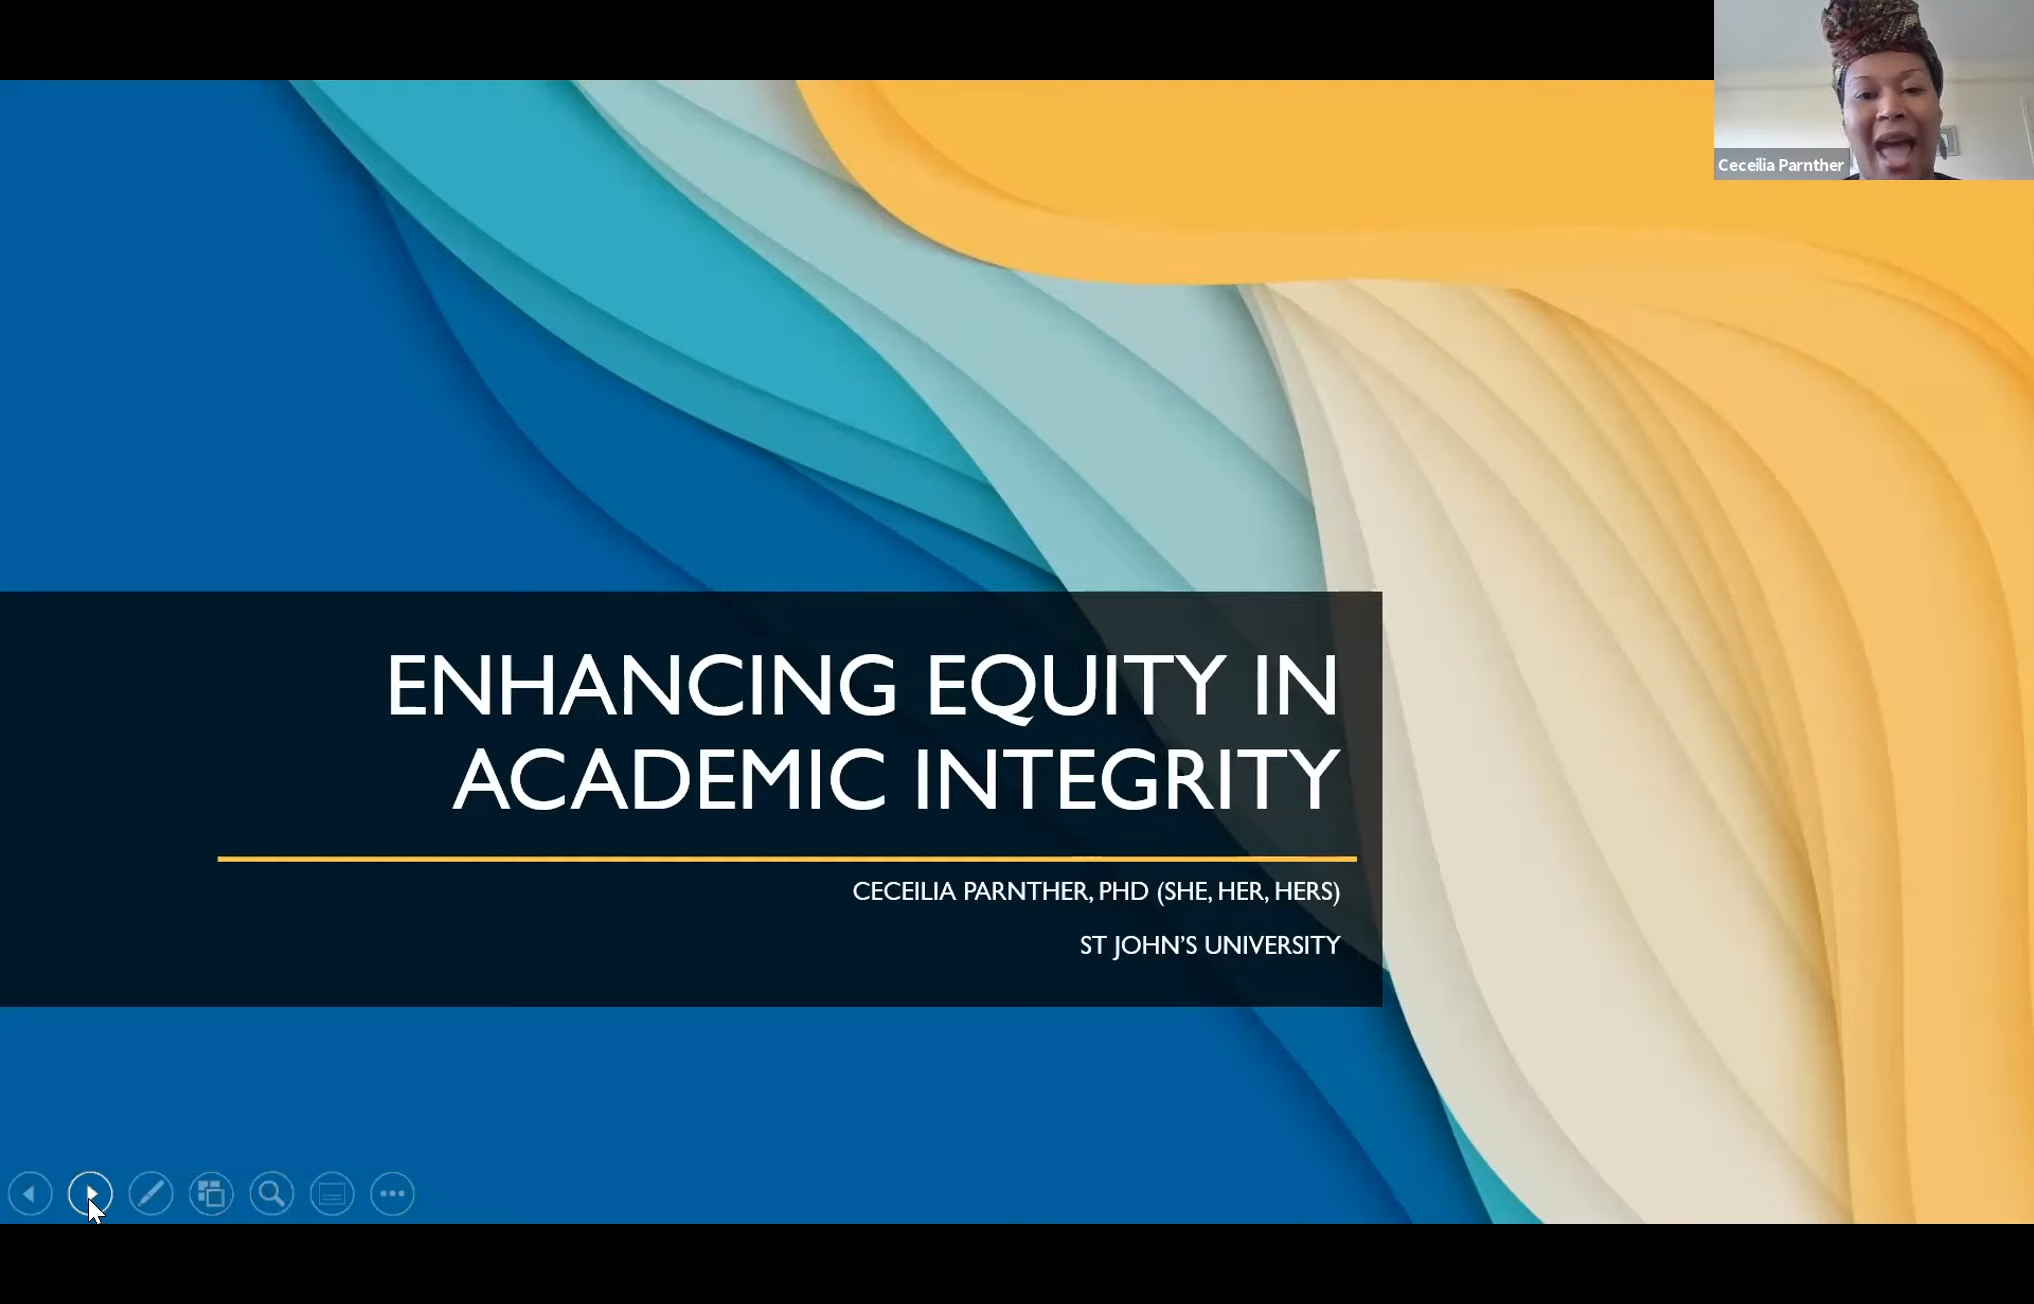 Ceceilia Parnther
ENHANCING EQUITY IN
ACADEMIC INTEGRITY
CECEILIA PARNTHER, PHD (SHE, HER, HERS)
ST JOHN'S UNIVERSITY